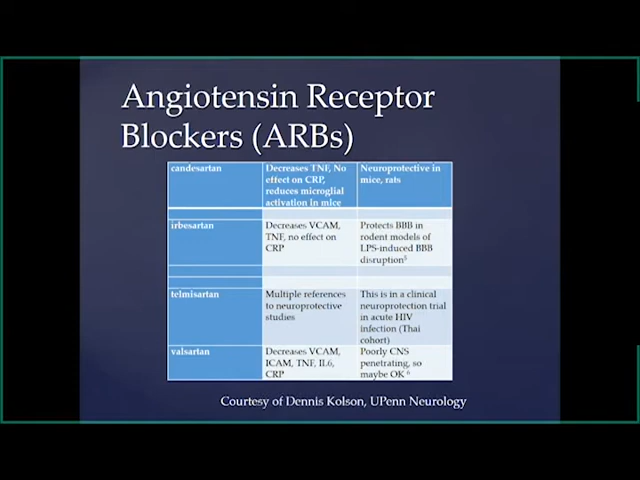 Angiotensin Receptor
Blockers (ARBs)
candesartan
Decreases TNF, No
effect on CRP,
reduces microglial
activation in mice
Neuroprotective in
mice, rats
irbesartan
Decreases VCAM,
TNF, no effect on
CRP
Protects BBB in
rodent models of
LPS-induced BBB
disruption5
telmisartan
Multiple references
to neuroprotective
studies
This is in a clinical
neuroprotection trial
in acute HIV
infection (Thai
cohort)
valsartan
Decreases VCAM,
ICAM, TNF, IL6,
CRP
Poorly CNS
penetrating, so
maybe OK 6
Courtesy of Dennis Kolson, UPenn Neurology